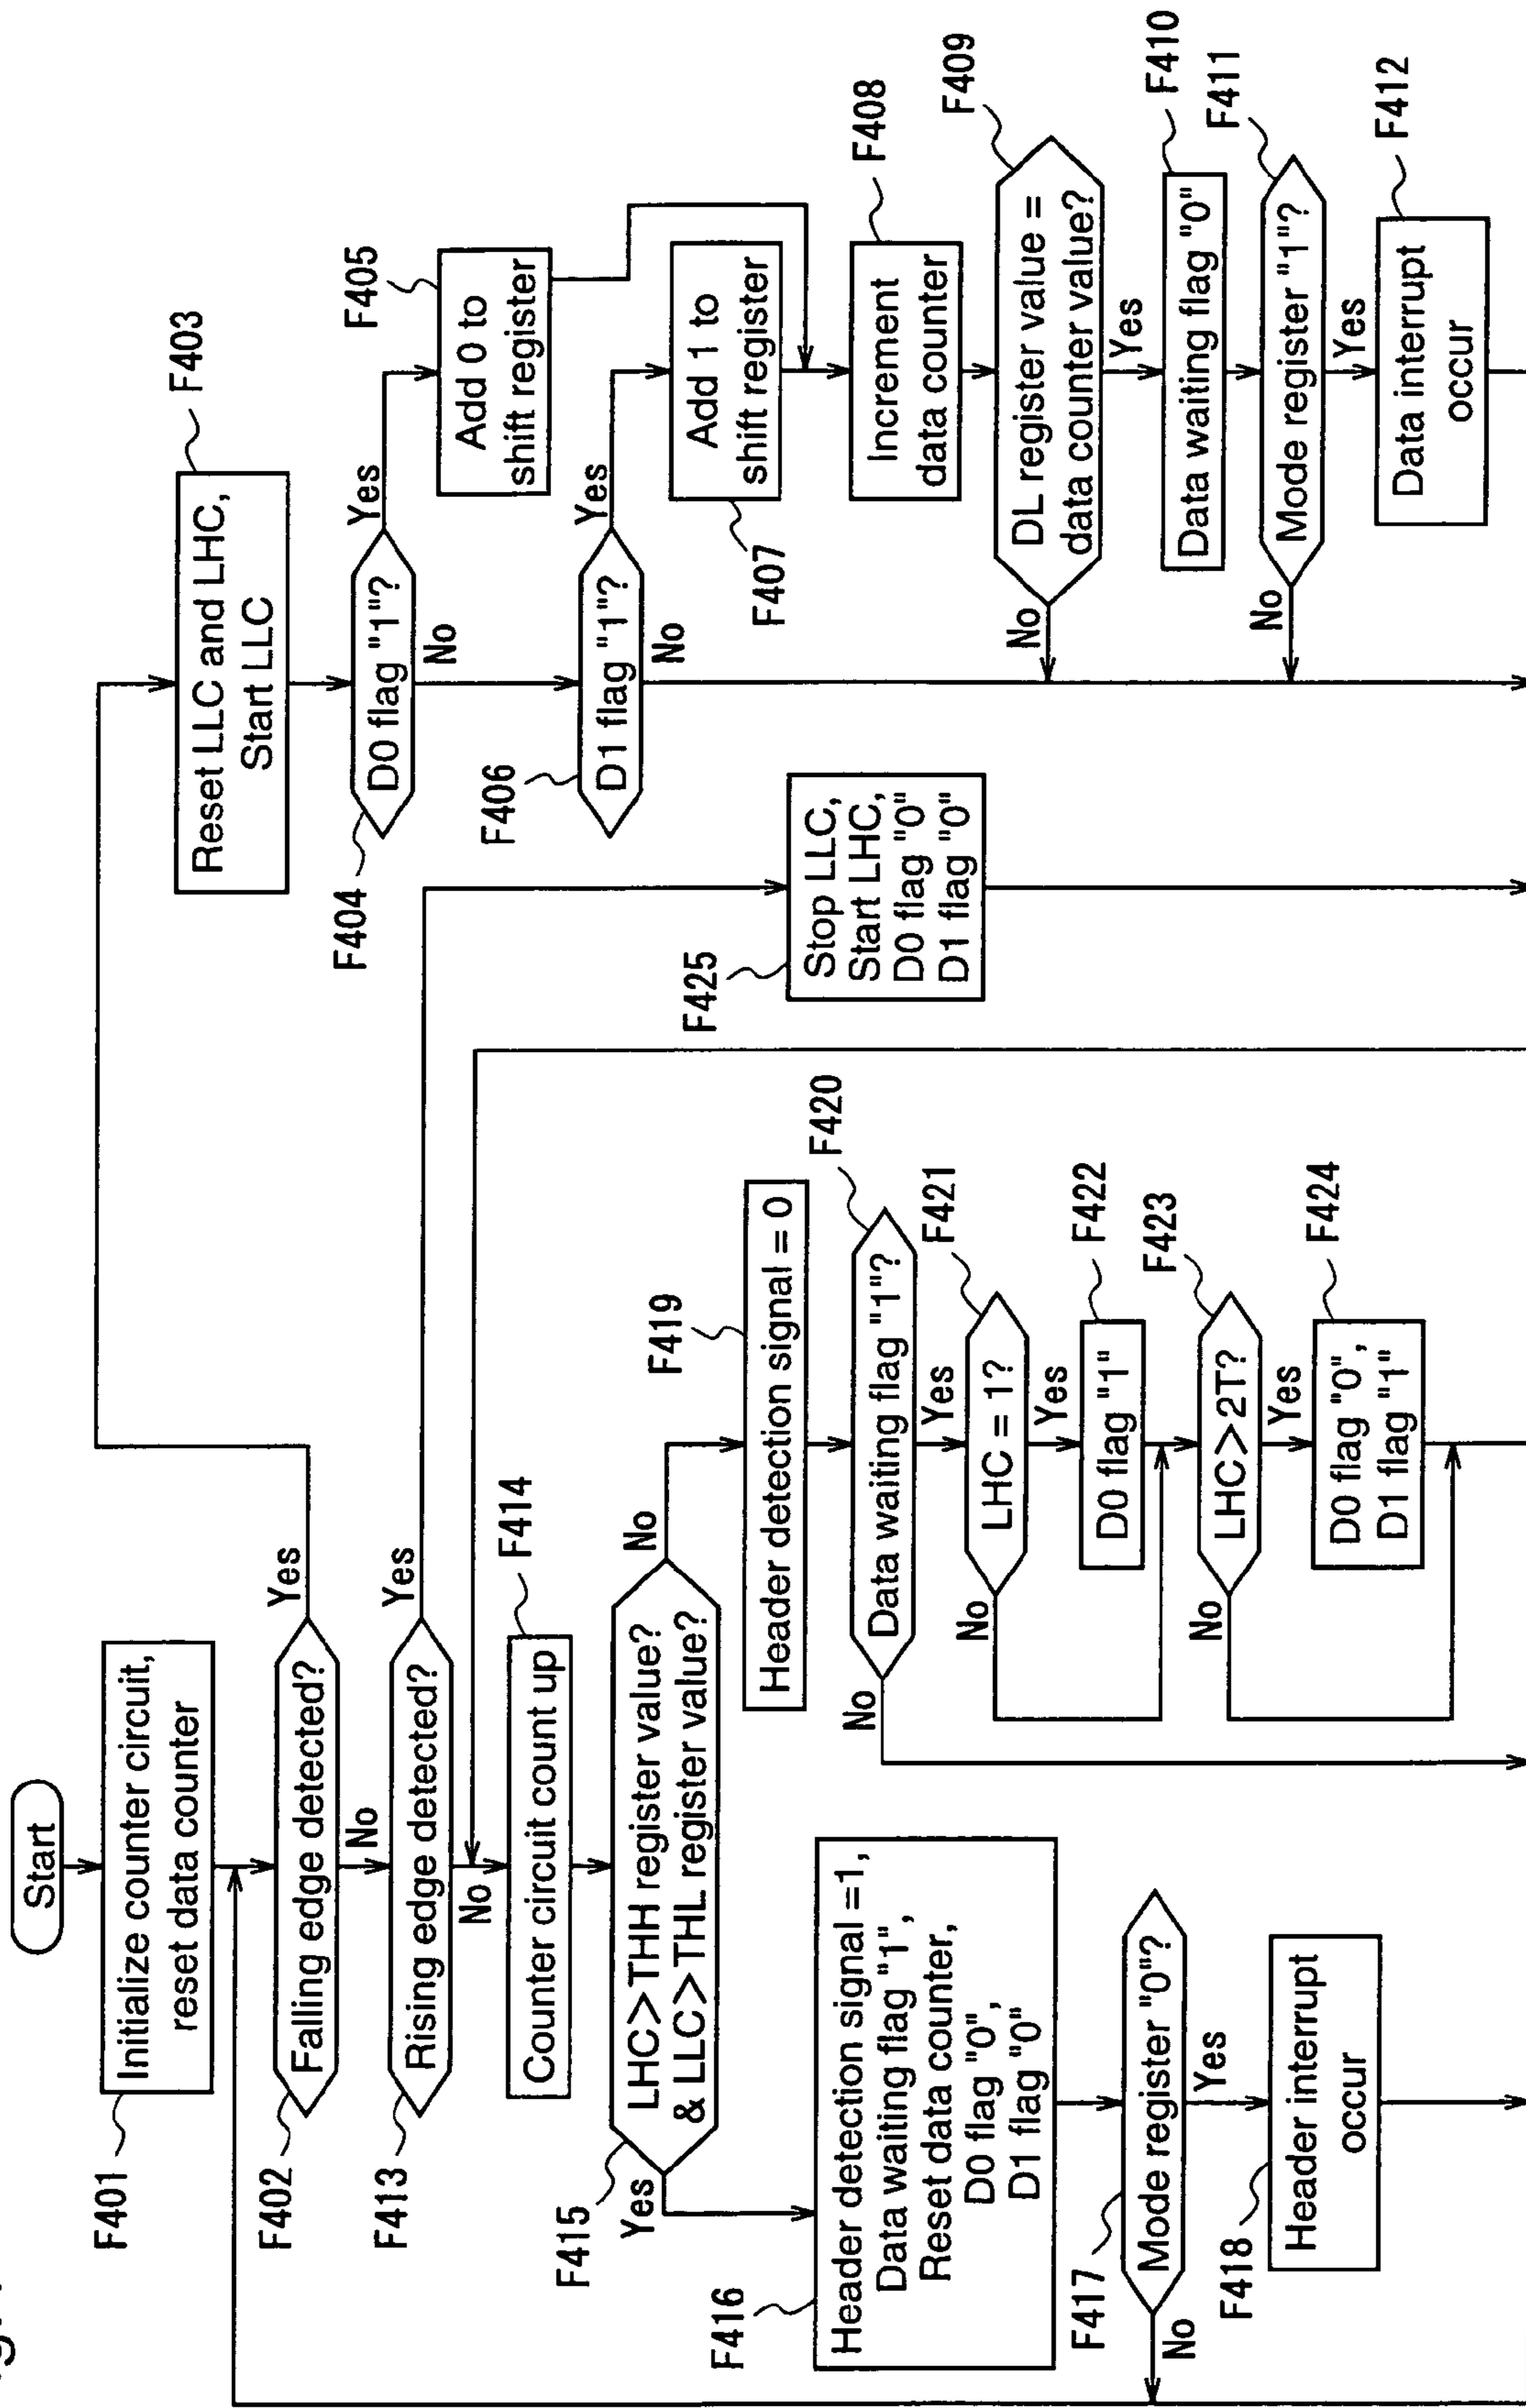 Start
F401
Initialize counter circuit,
reset data counter
F402
Falling edge detected?
Yes
No
F413
Rising edge detected?
Yes
No
F414
Counter circuit count up
F415
LHC>THH register value?
& LLC>THL register value?
Yes
No
F416
Header detection signal =1,
Data waiting flag "1",
Reset data counter,
D0 flag "0",
D1 flag "0"
F417
Mode register "0"?
No
Yes
F418
Header interrupt
occur
F419
Header detection signal = 0
F420
Data waiting flag "1"?
No
Yes
F421
LHC = 1?
No
Yes
F422
D0 flag "1"
F423
LHC>2T?
No
Yes
F424
D0 flag "0",
D1 flag "1"
F425
Stop LLC,
Start LHC,
D0 flag "0"
D1 flag "0"
F403
Reset LLC and LHC,
Start LLC
F404
D0 flag "1"?
Yes
No
F405
Add 0 to
shift register
F406
D1 flag "1"?
Yes
No
F407
Add 1 to
shift register
F408
Increment
data counter
F409
DL register value =
data counter value?
No
Yes
F410
Data waiting flag "0"
F411
Mode register "1"?
No
Yes
F412
Data interrupt
occur